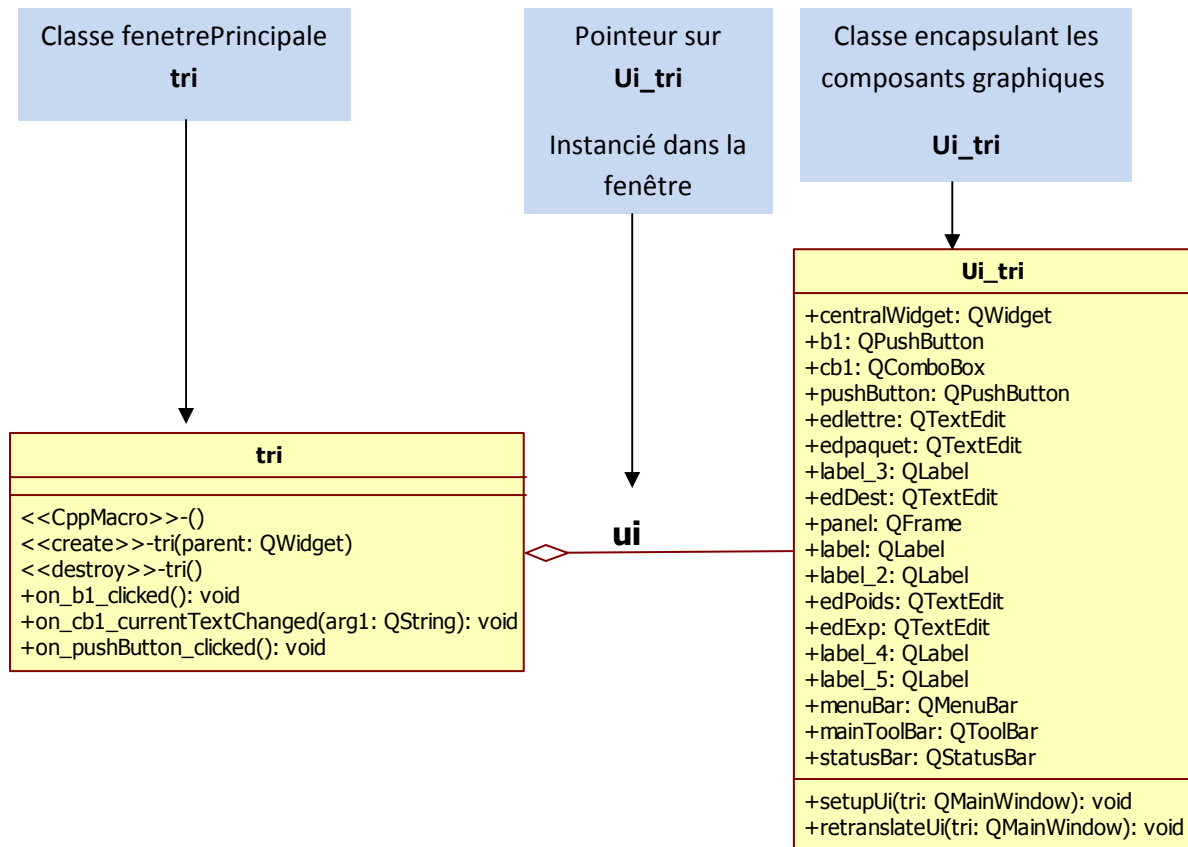 Classe fenetrePrincipale
tri
Pointeur sur
Ui_tri
Instancié dans la
fenêtre
Classe encapsulant les
composants graphiques
Ui_tri
tri
<<CppMacro>>-()
<<create>>-tri(parent: QWidget)
<<destroy>>-tri()
+on_b1_clicked(): void
+on_cb1_currentTextChanged(arg1: QString): void
+on_pushButton_clicked(): void
ui
Ui_tri
+centralWidget: QWidget
+b1: QPushButton
+cb1: QComboBox
+pushButton: QPushButton
+edlettre: QTextEdit
+edpaquet: QTextEdit
+label_3: QLabel
+edDest: QTextEdit
+panel: QFrame
+label: QLabel
+label_2: QLabel
+edPoids: QTextEdit
+edExp: QTextEdit
+label_4: QLabel
+label_5: QLabel
+menuBar: QMenuBar
+mainToolBar: QToolBar
+statusBar: QStatusBar
+setupUi(tri: QMainWindow): void
+retranslateUi(tri: QMainWindow): void